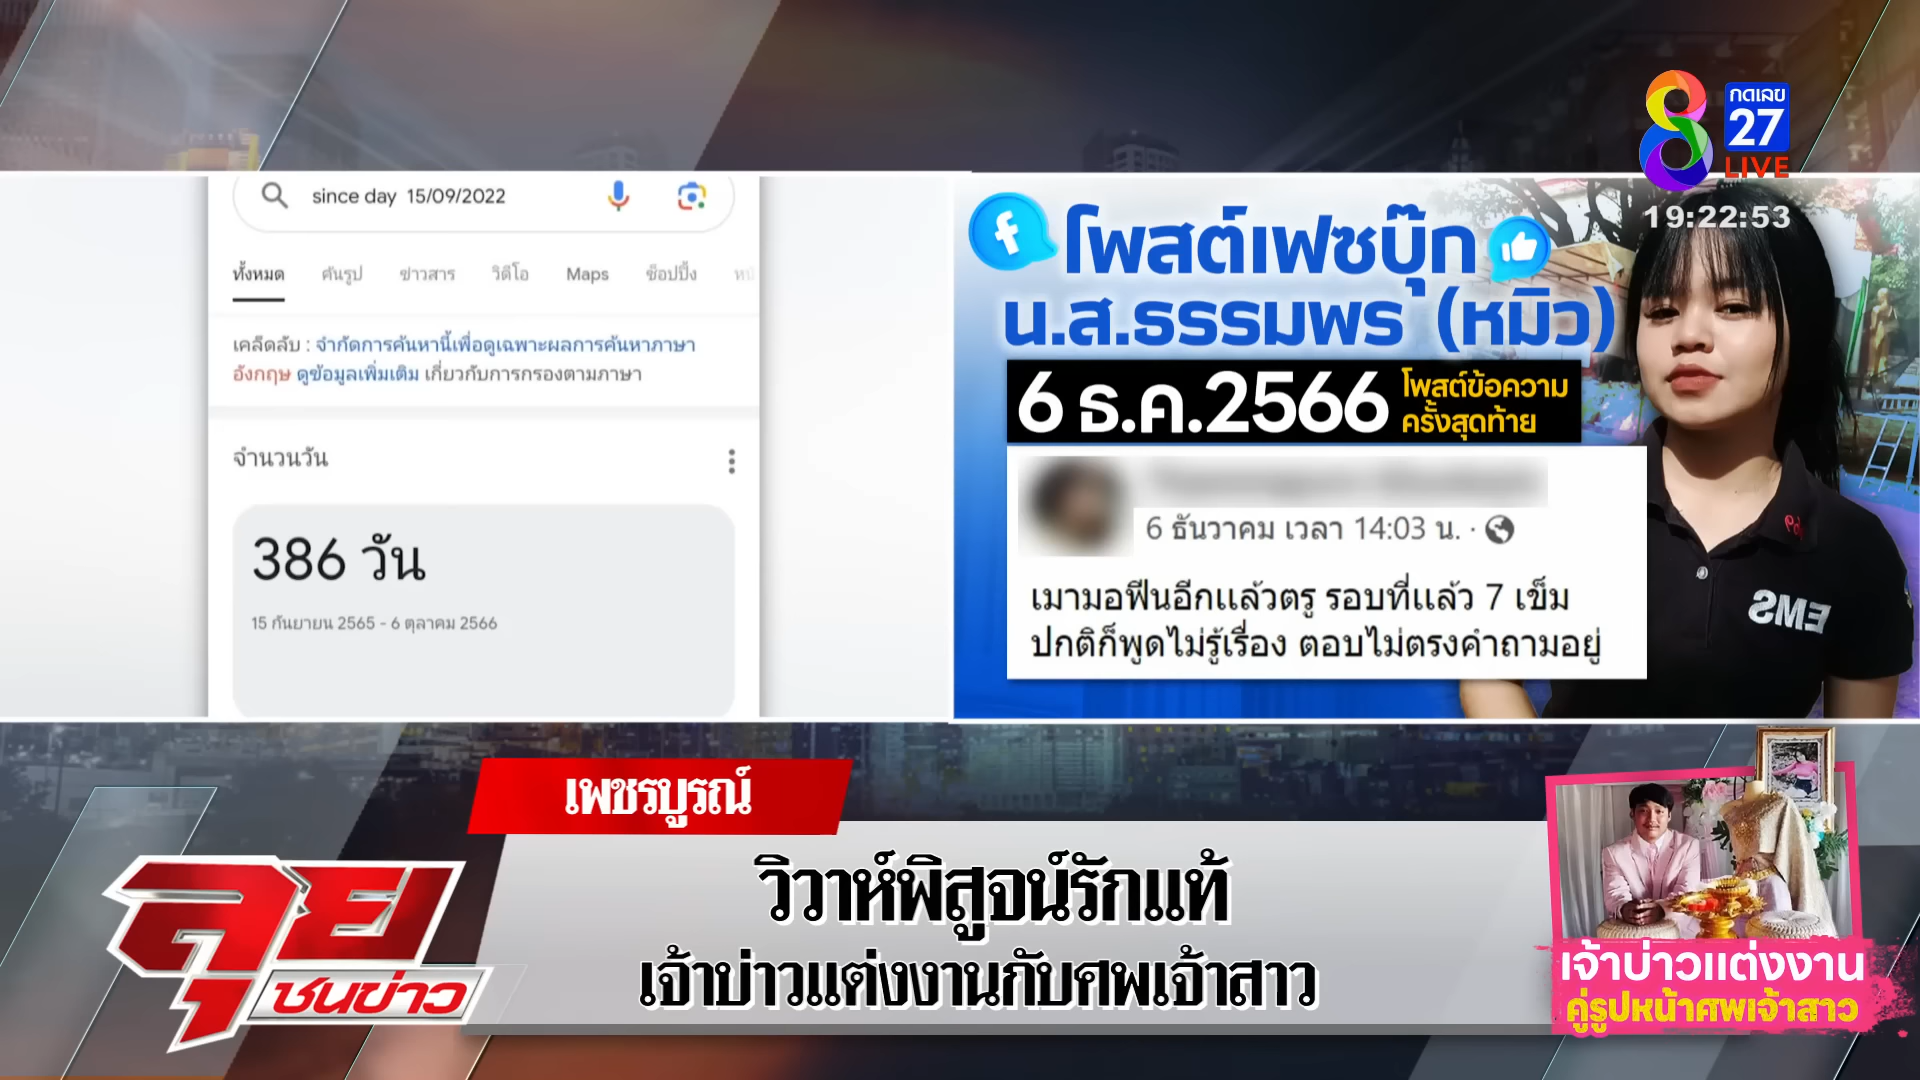 กดเลข
27
LIVE
19:22:53
since day 15/09/2022
ทั้งหมด ค้นรูป ข่าวสาร วิดีโอ Maps ช็อปปิ้ง
เคล็ดลับ : จำกัดการค้นหานี้เพื่อดูเฉพาะผลการค้นหาภาษา
อังกฤษ ดูข้อมูลเพิ่มเติม เกี่ยวกับการกรองตามภาษา
จำนวนวัน
386 วัน
15 กันยายน 2565 - 6 ตุลาคม 2566
โพสต์เฟซบุ๊ก
น.ส.ธรรมพร (หมิว)
6 ธ.ค.2566
โพสต์ข้อความ
ครั้งสุดท้าย
6 ธันวาคม เวลา 14:03 น. ·
เมามอฟีนอีกแล้วตรู รอบที่แล้ว 7 เข็ม
ปกติก็พูดไม่รู้เรื่อง ตอบไม่ตรงคำถามอยู่
EMS
เพชรบูรณ์
วิวาห์พิสูจน์รักแท้
เจ้าบ่าวแต่งงานกับศพเจ้าสาว
ลุย
ชนข่าว
เจ้าบ่าวแต่งงาน
คู่รูปหน้าศพเจ้าสาว